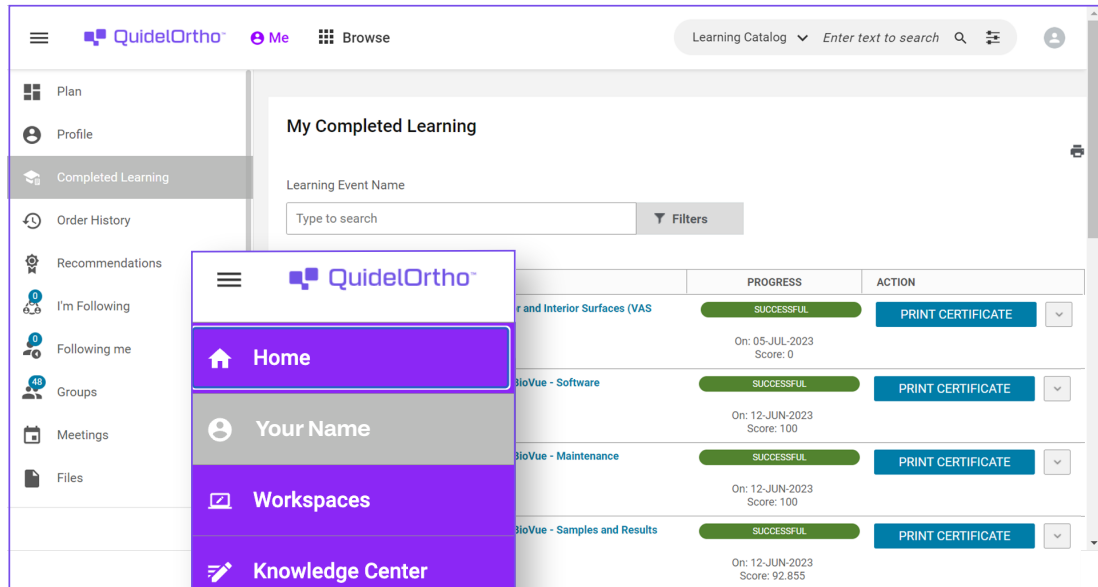 QuidelOrtho™ Me Browse Learning Catalog Enter text to search
Plan
Profile
Completed Learning
Order History
Recommendations
0
I'm Following
0
Following me
48
Groups
Meetings
Files
My Completed Learning
Learning Event Name
Type to search Filters
PROGRESS ACTION
and Interior Surfaces (VAS SUCCESSFUL PRINT CERTIFICATE
On: 05-JUL-2023
Score: 0
BioVue - Software SUCCESSFUL PRINT CERTIFICATE
On: 12-JUN-2023
Score: 100
BioVue - Maintenance SUCCESSFUL PRINT CERTIFICATE
On: 12-JUN-2023
Score: 100
BioVue - Samples and Results SUCCESSFUL PRINT CERTIFICATE
On: 12-JUN-2023
Score: 92.855
QuidelOrtho™
Home
Your Name
Workspaces
Knowledge Center